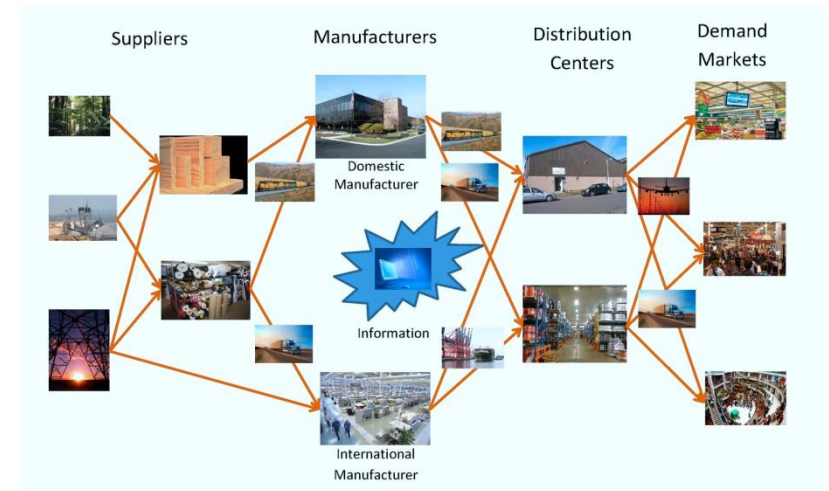 Suppliers
Manufacturers
Distribution
Centers
Demand
Markets
Domestic
Manufacturer
Information
International
Manufacturer